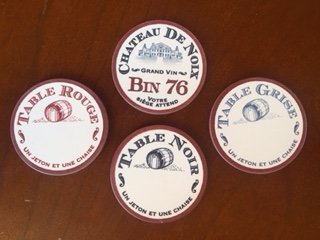 CHATEAU DE NOIX
GRAND VIN
BIN 76
VOTRE
SIÈGE ATTEND
TABLE ROUGE
UN JETON ET UNE CHAISE
TABLE NOIR
UN JETON ET UNE CHAISE
TABLE GRISE
UN JETON ET UNE CHAISE